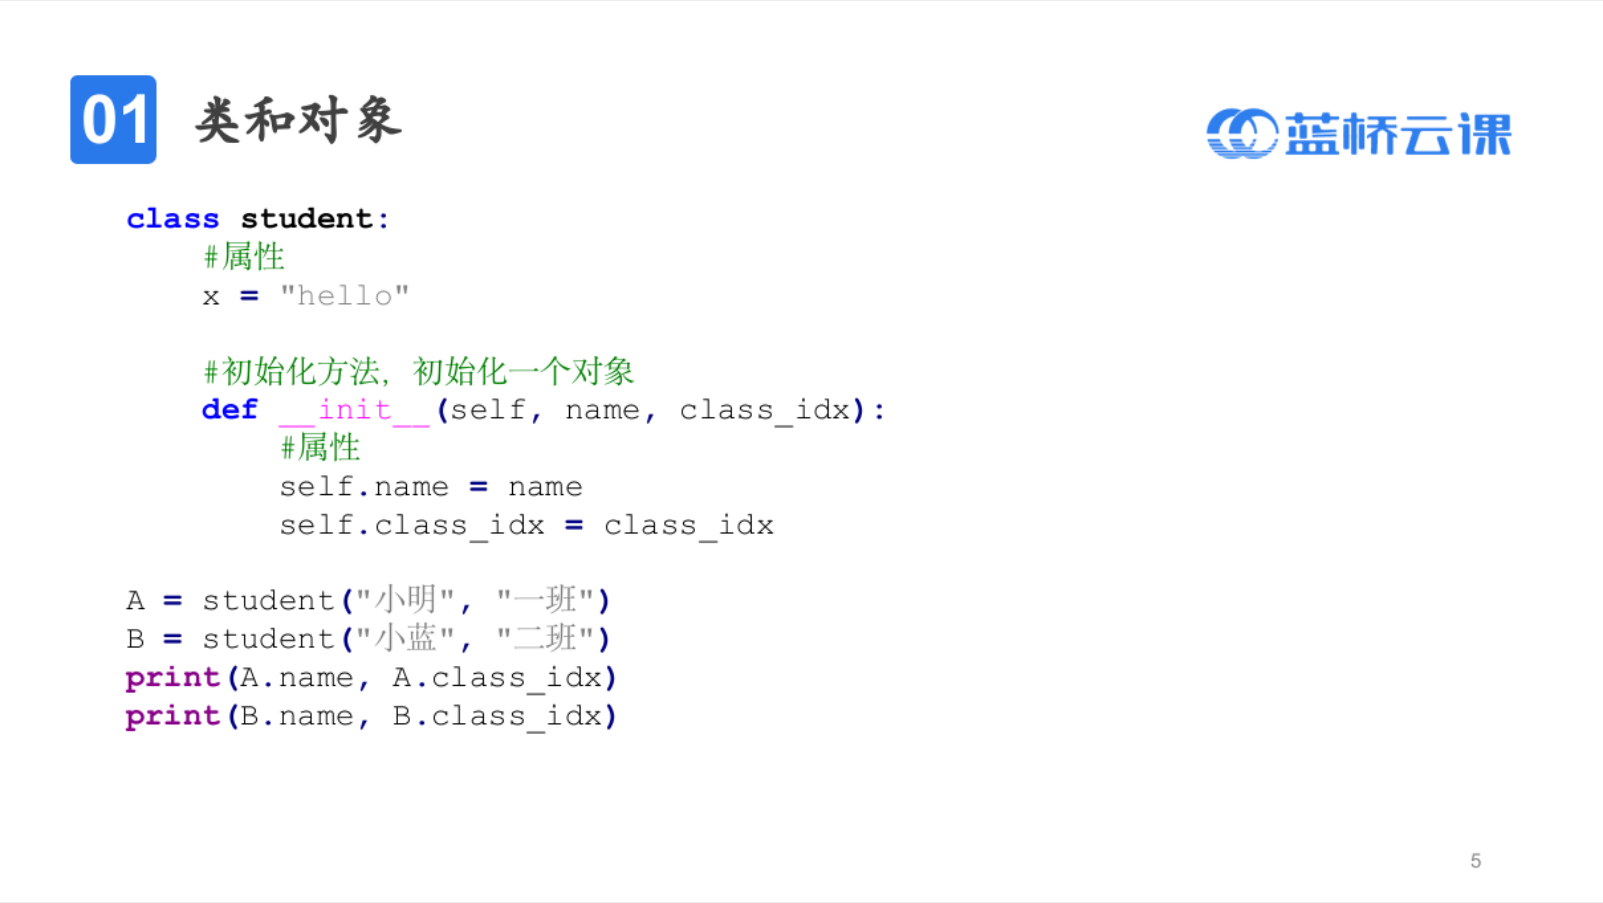 01 类和对象
蓝桥云课
class student:
    #属性
    x = "hello"

    #初始化方法, 初始化一个对象
    def __init__(self, name, class_idx):
        #属性
        self.name = name
        self.class_idx = class_idx

A = student("小明", "一班")
B = student("小蓝", "二班")
print(A.name, A.class_idx)
print(B.name, B.class_idx)
5